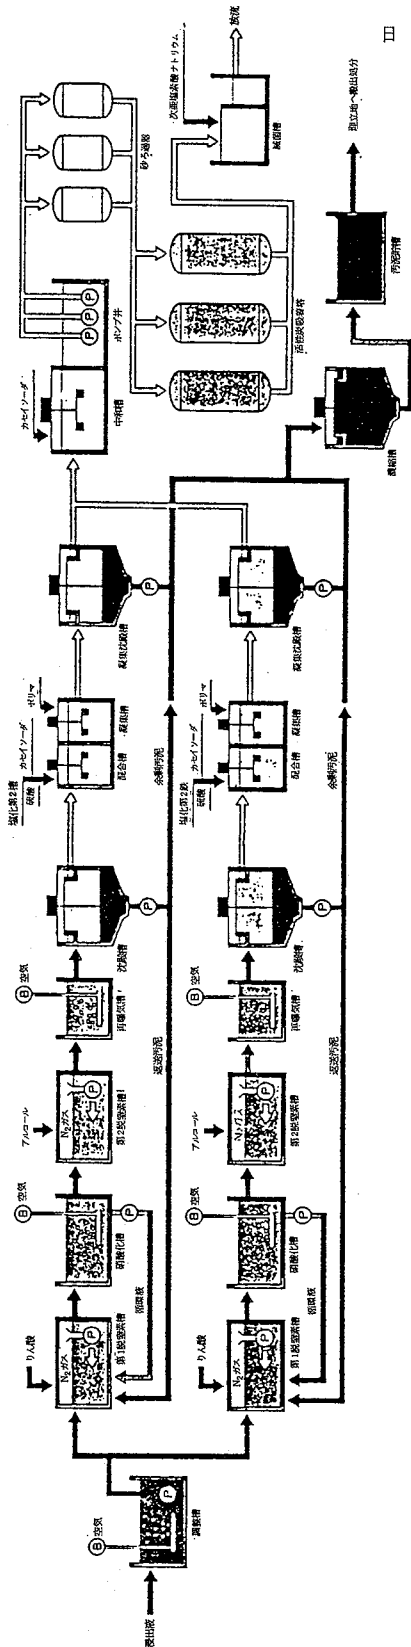 浸出液
B
空気
P
調整槽
りん酸
N₂ガス
P
第1脱窒素槽
循環液
B
空気
P
硝酸化槽
アルコール
N₂ガス
P
第2脱窒素槽
B
空気
再曝気槽
返送汚泥
沈殿槽
P
余剰汚泥
塩化第2槽
硫酸
カセイソーダ
ポリマ
混合槽
凝集槽
凝集沈殿槽
P
りん酸
N₂ガス
P
第1脱窒素槽
循環液
B
空気
P
硝酸化槽
アルコール
N₂ガス
P
第2脱窒素槽
B
空気
再曝気槽
返送汚泥
沈殿槽
P
余剰汚泥
塩化第2鉄
硫酸
カセイソーダ
ポリマ
混合槽
凝集槽
凝集沈殿槽
P
カセイソーダ
中和槽
P
P
P
ポンプ井
砂ろ過器
活性炭吸着塔
次亜塩素酸ナトリウム
滅菌槽
放流
濃縮槽
汚泥貯槽
埋立地へ搬出処分